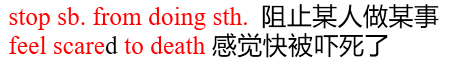 stop sb. from doing sth. 阻止某人做某事
feel scared to death 感觉快被吓死了